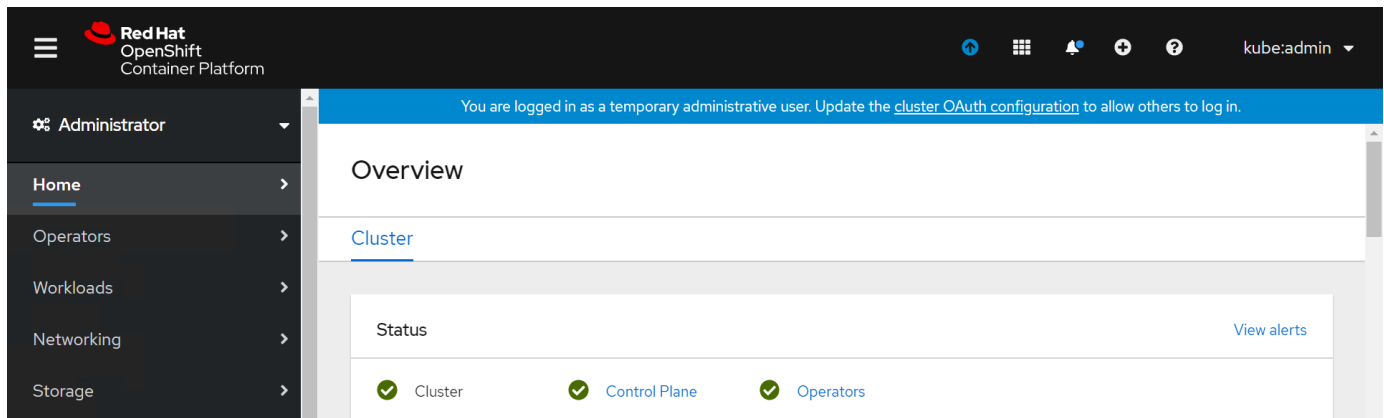 Red Hat
OpenShift
Container Platform
kube:admin
You are logged in as a temporary administrative user. Update the cluster OAuth configuration to allow others to log in.
Administrator
Home
Operators
Workloads
Networking
Storage
Overview
Cluster
Status
View alerts
Cluster
Control Plane
Operators